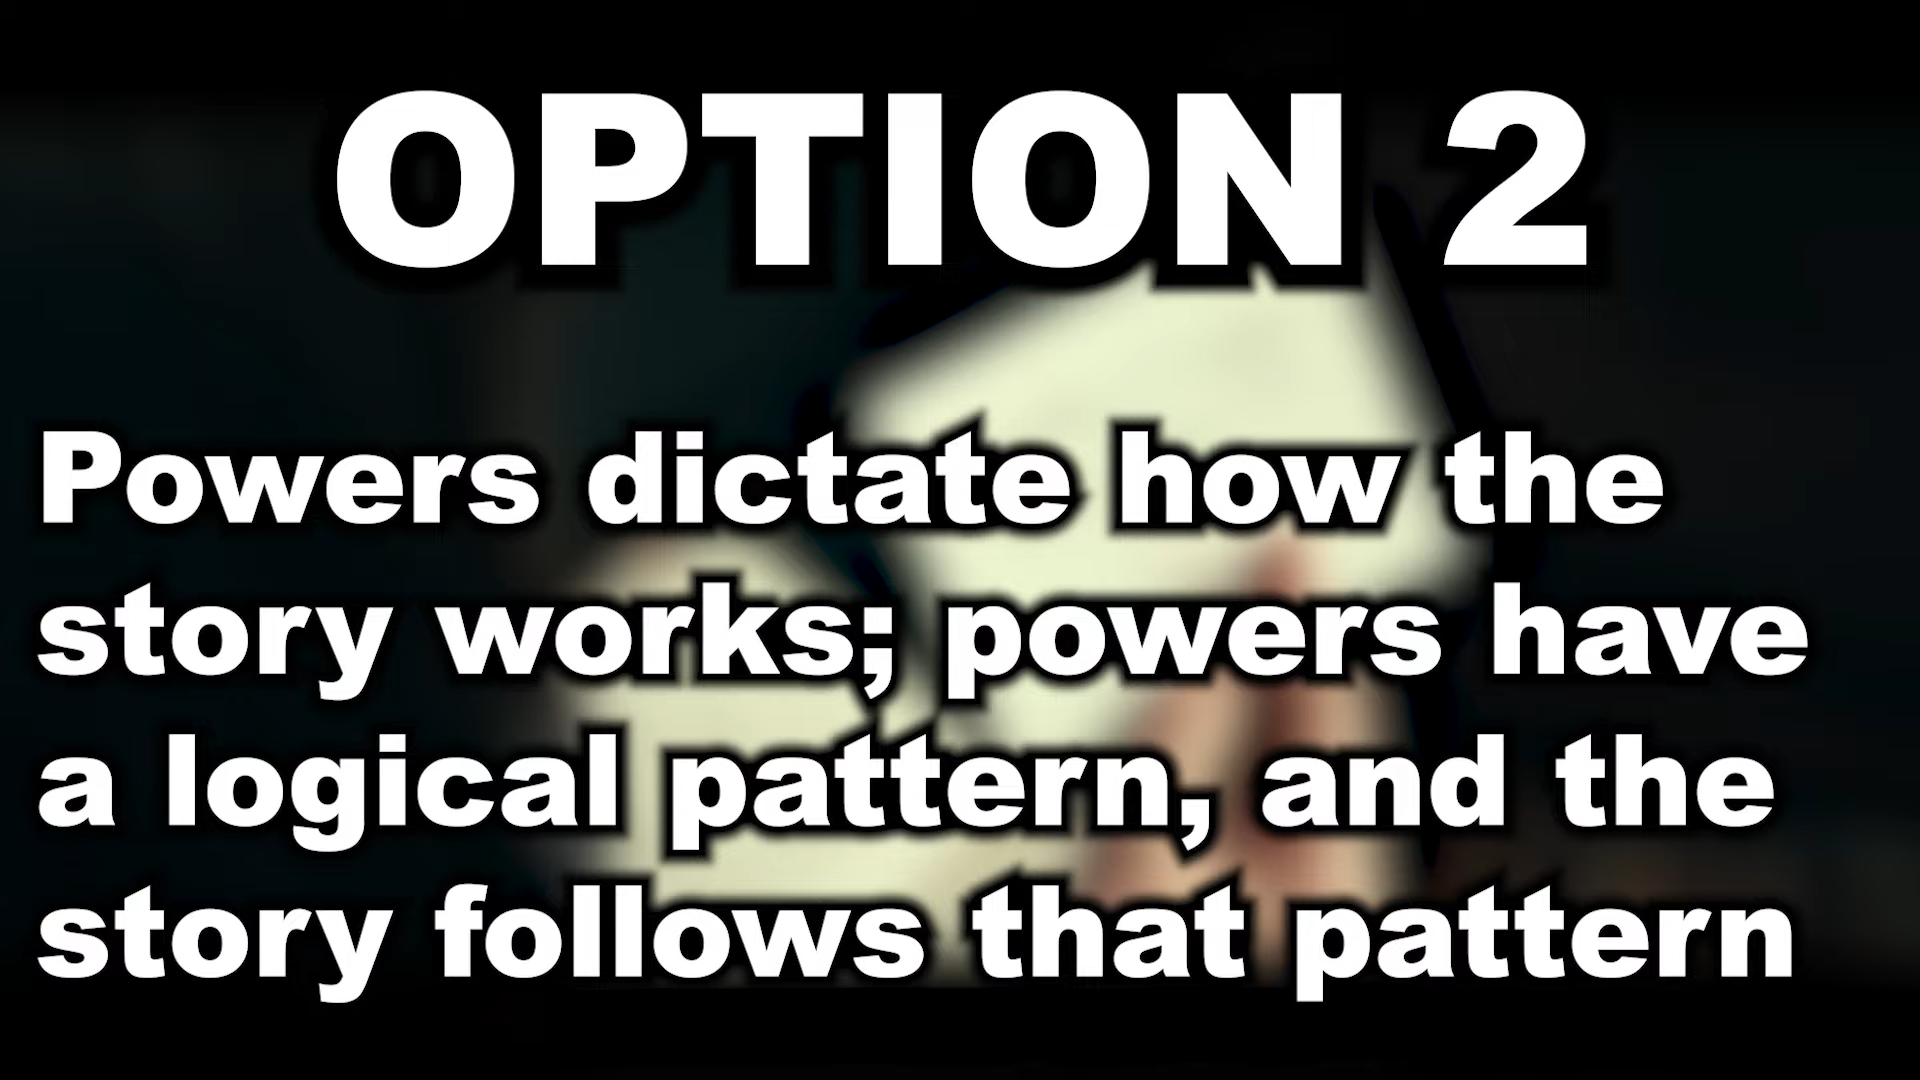 OPTION 2
Powers dictate how the
story works; powers have
a logical pattern, and the
story follows that pattern